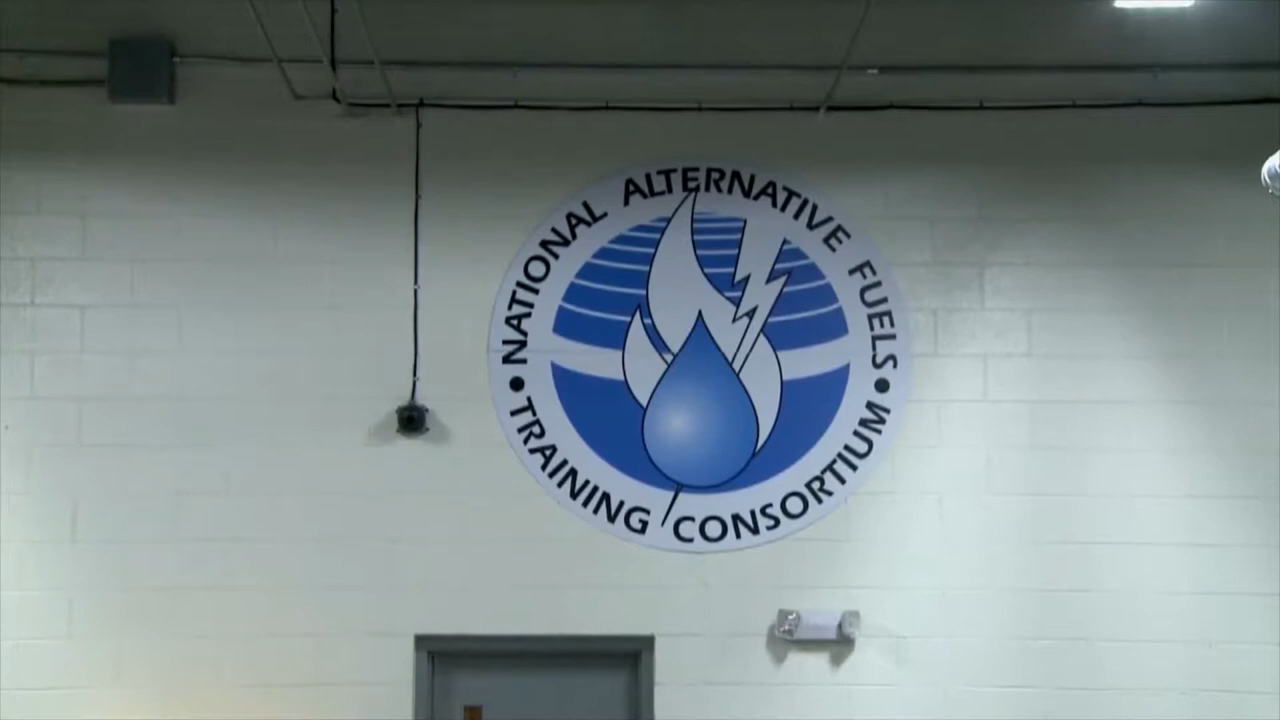 NATIONAL ALTERNATIVE FUELS
• TRAINING CONSORTIUM •